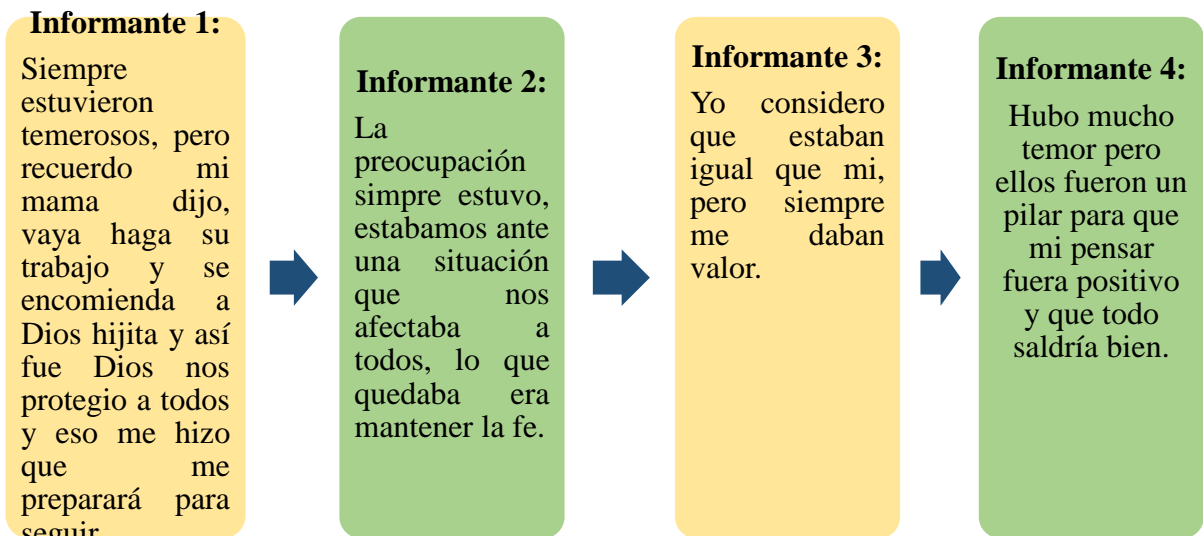 Informante 1:
Siempre
estuvieron
temerosos, pero
recuerdo mi
mama dijo,
vaya haga su
trabajo y se
encomienda a
Dios hijita y así
fue Dios nos
protegio a todos
y eso me hizo
que me
preparará para
seguir
Informante 2:
La
preocupación
simpre estuvo,
estabamos ante
una situación
que nos
afectaba a
todos, lo que
quedaba era
mantener la fe.
Informante 3:
Yo considero
que estaban
igual que mi,
pero siempre
me daban
valor.
Informante 4:
Hubo mucho
temor pero
ellos fueron un
pilar para que
mi pensar
fuera positivo
y que todo
saldría bien.